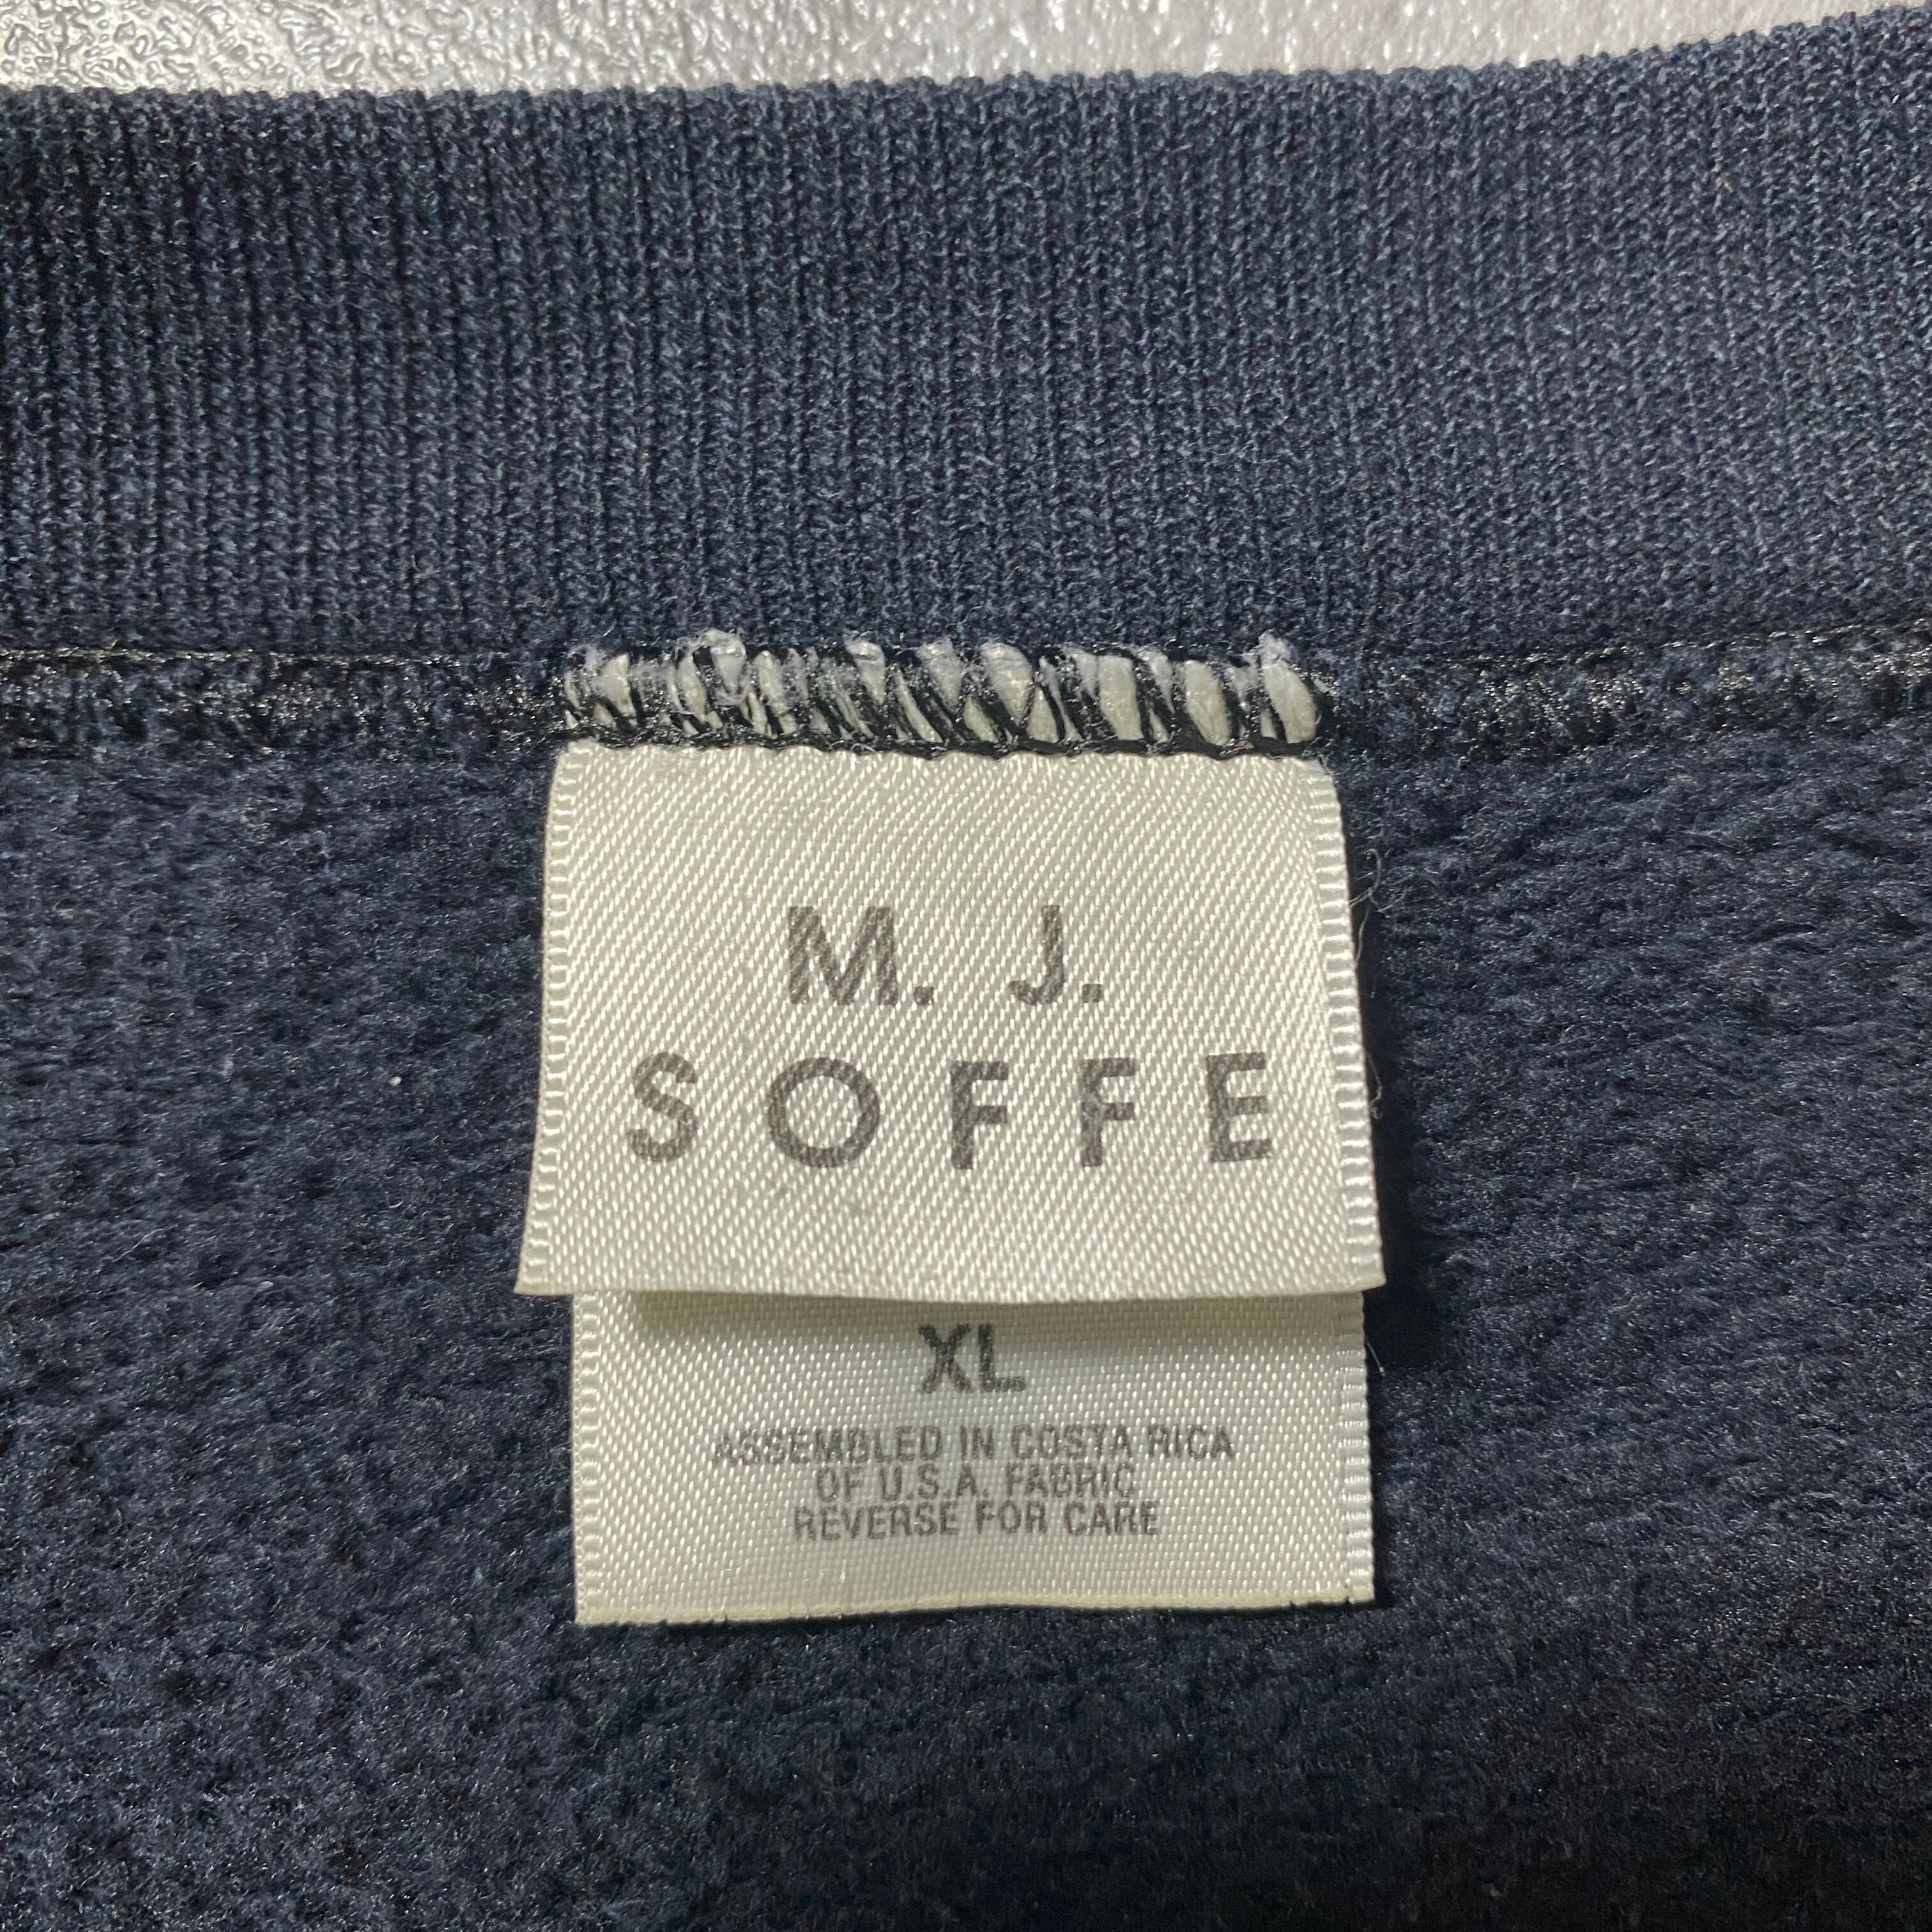 M. J.
SOFFE
XL
ASSEMBLED IN COSTA RICA
OF U.S.A. FABRIC
REVERSE FOR CARE